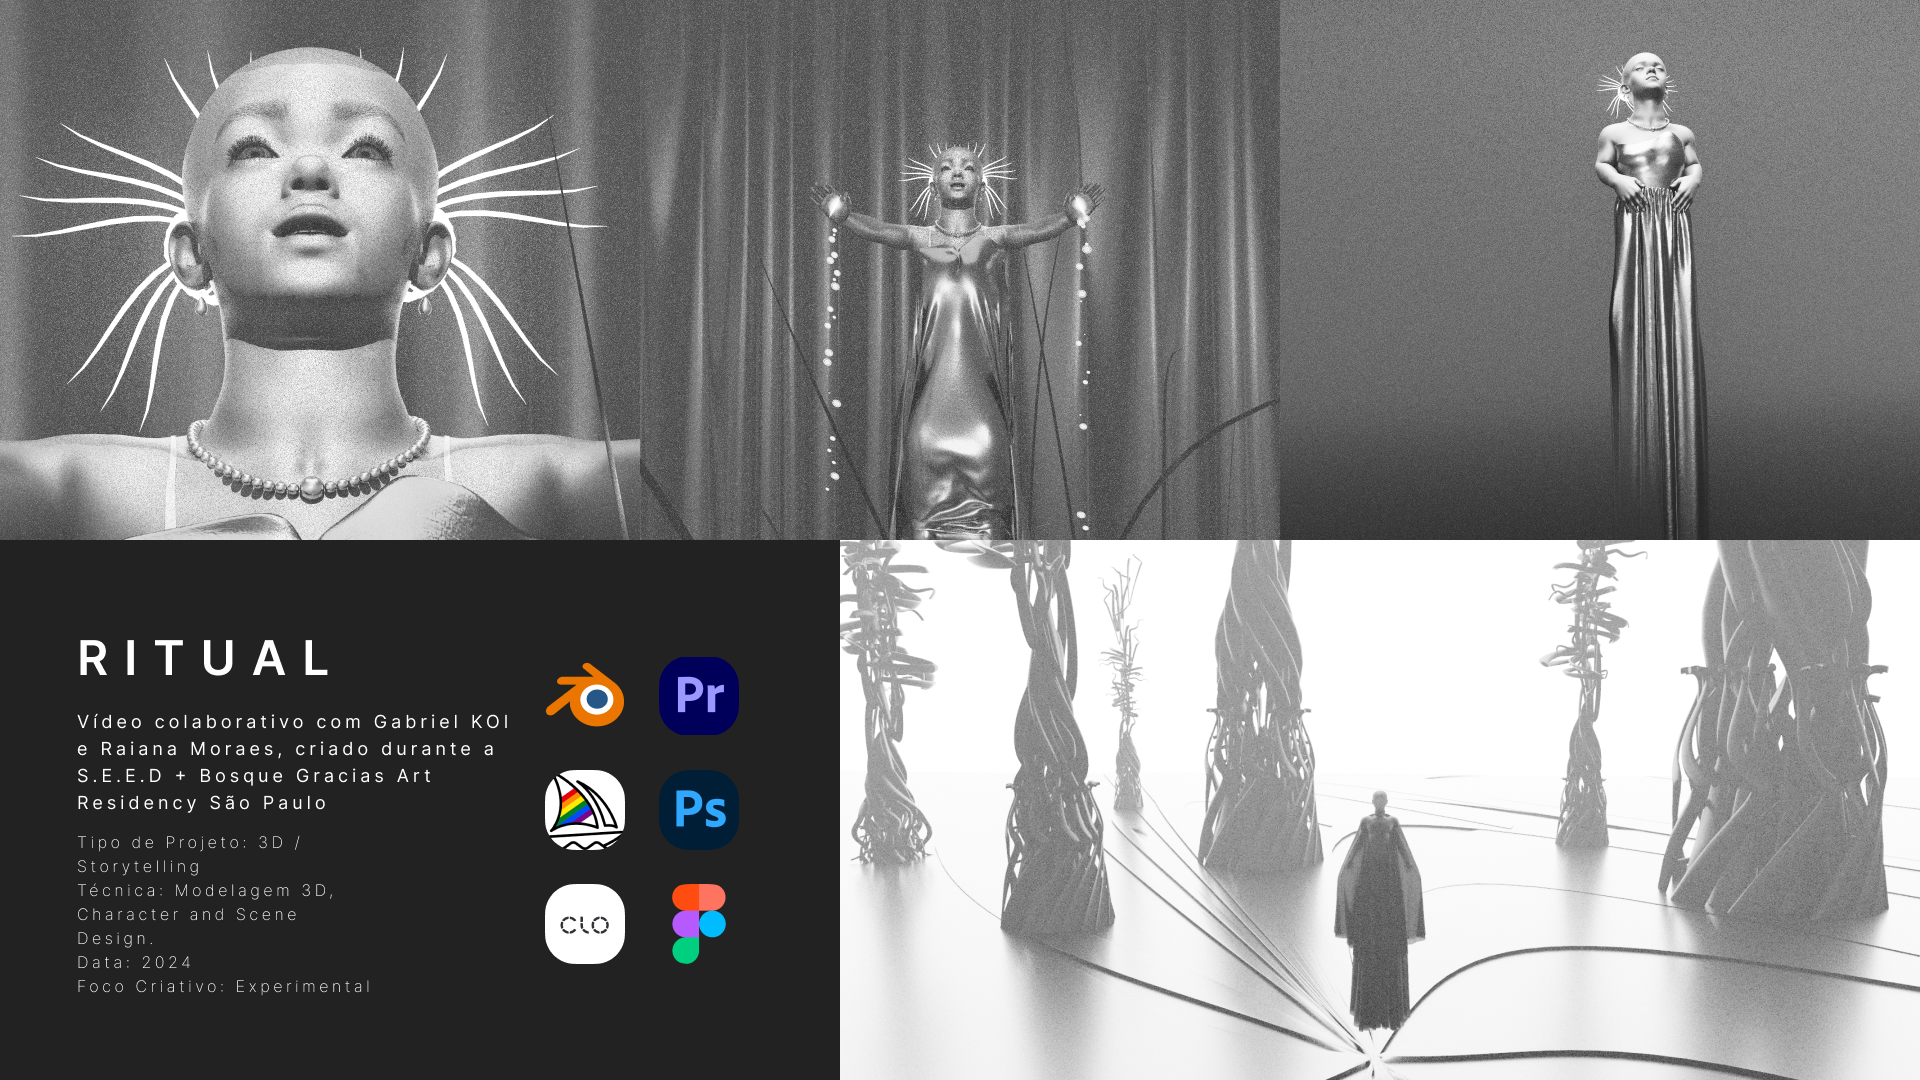 RITUAL
Vídeo colaborativo com Gabriel KOI
e Raiana Moraes, criado durante a
S.E.E.D + Bosque Gracias Art
Residency São Paulo
Tipo de Projeto: 3D /
Storytelling
Técnica: Modelagem 3D,
Character and Scene
Design.
Data: 2024
Foco Criativo: Experimental
Pr
Ps
CLO